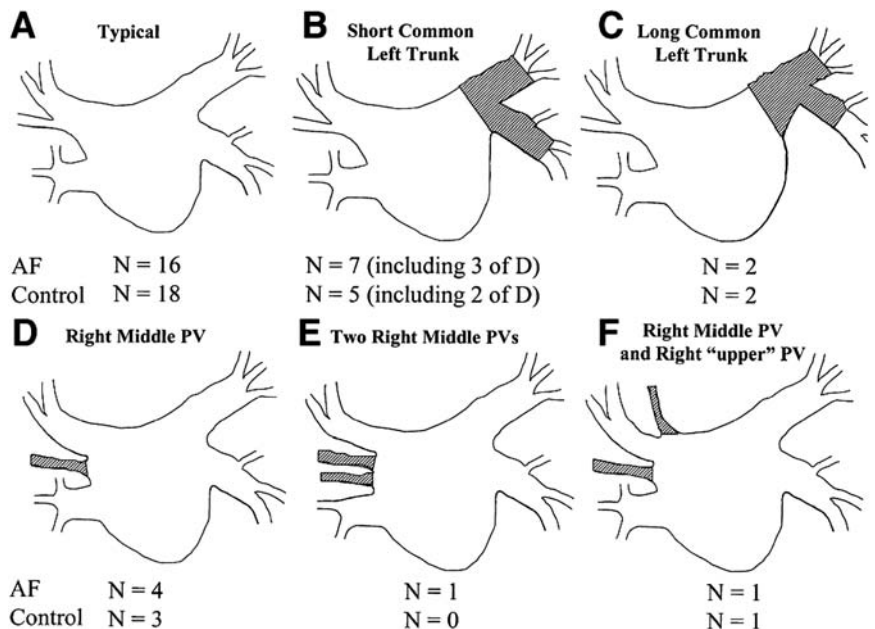 A Typical
B Short Common
Left Trunk
C Long Common
Left Trunk
AF N = 16 N = 7 (including 3 of D) N = 2
Control N = 18 N = 5 (including 2 of D) N = 2
D Right Middle PV
E Two Right Middle PVs
F Right Middle PV
and Right “upper” PV
AF N = 4 N = 1 N = 1
Control N = 3 N = 0 N = 1